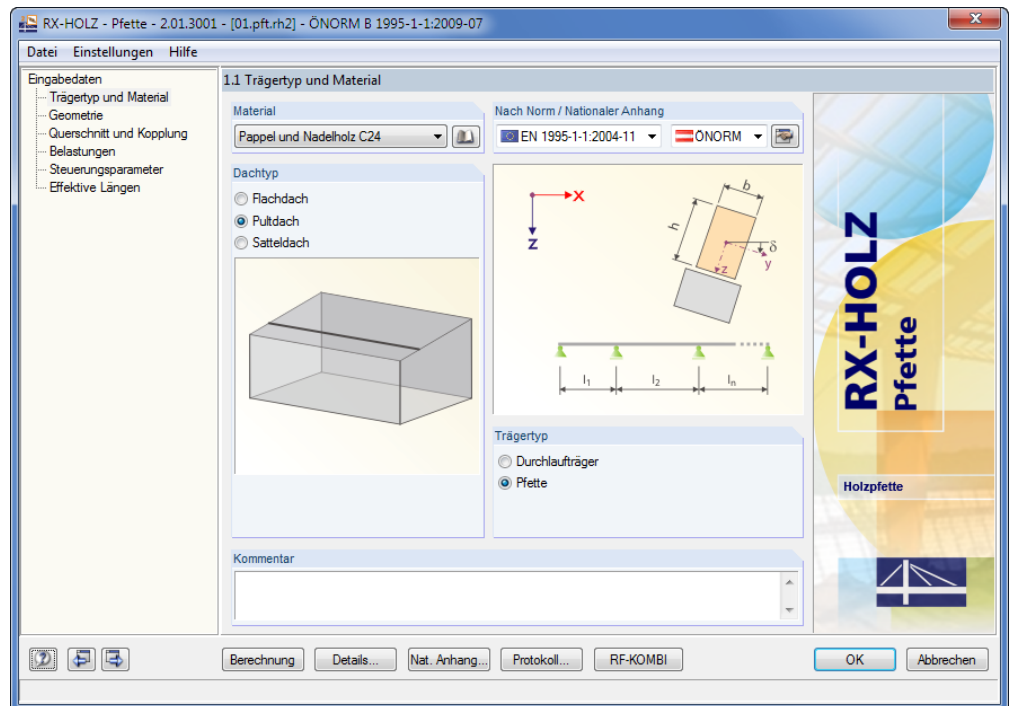 RX-HOLZ - Pfette - 2.01.3001 - [01.pft.rh2] - ÖNORM B 1995-1-1:2009-07
Datei Einstellungen Hilfe
Eingabedaten
Trägertyp und Material
Geometrie
Querschnitt und Kopplung
Belastungen
Steuerungsparameter
Effektive Längen
1.1 Trägertyp und Material
Material
Pappel und Nadelholz C24
Nach Norm / Nationaler Anhang
EN 1995-1-1:2004-11
ÖNORM
Dachtyp
Flachdach
Pultdach
Satteldach
X
Z
b
h
δ
z
y
l1
l2
ln
Trägertyp
Durchlaufträger
Pfette
Kommentar
RX-HOLZ
Pfette
Holzpfette
Berechnung
Details...
Nat. Anhang...
Protokoll...
RF-KOMBI
OK
Abbrechen